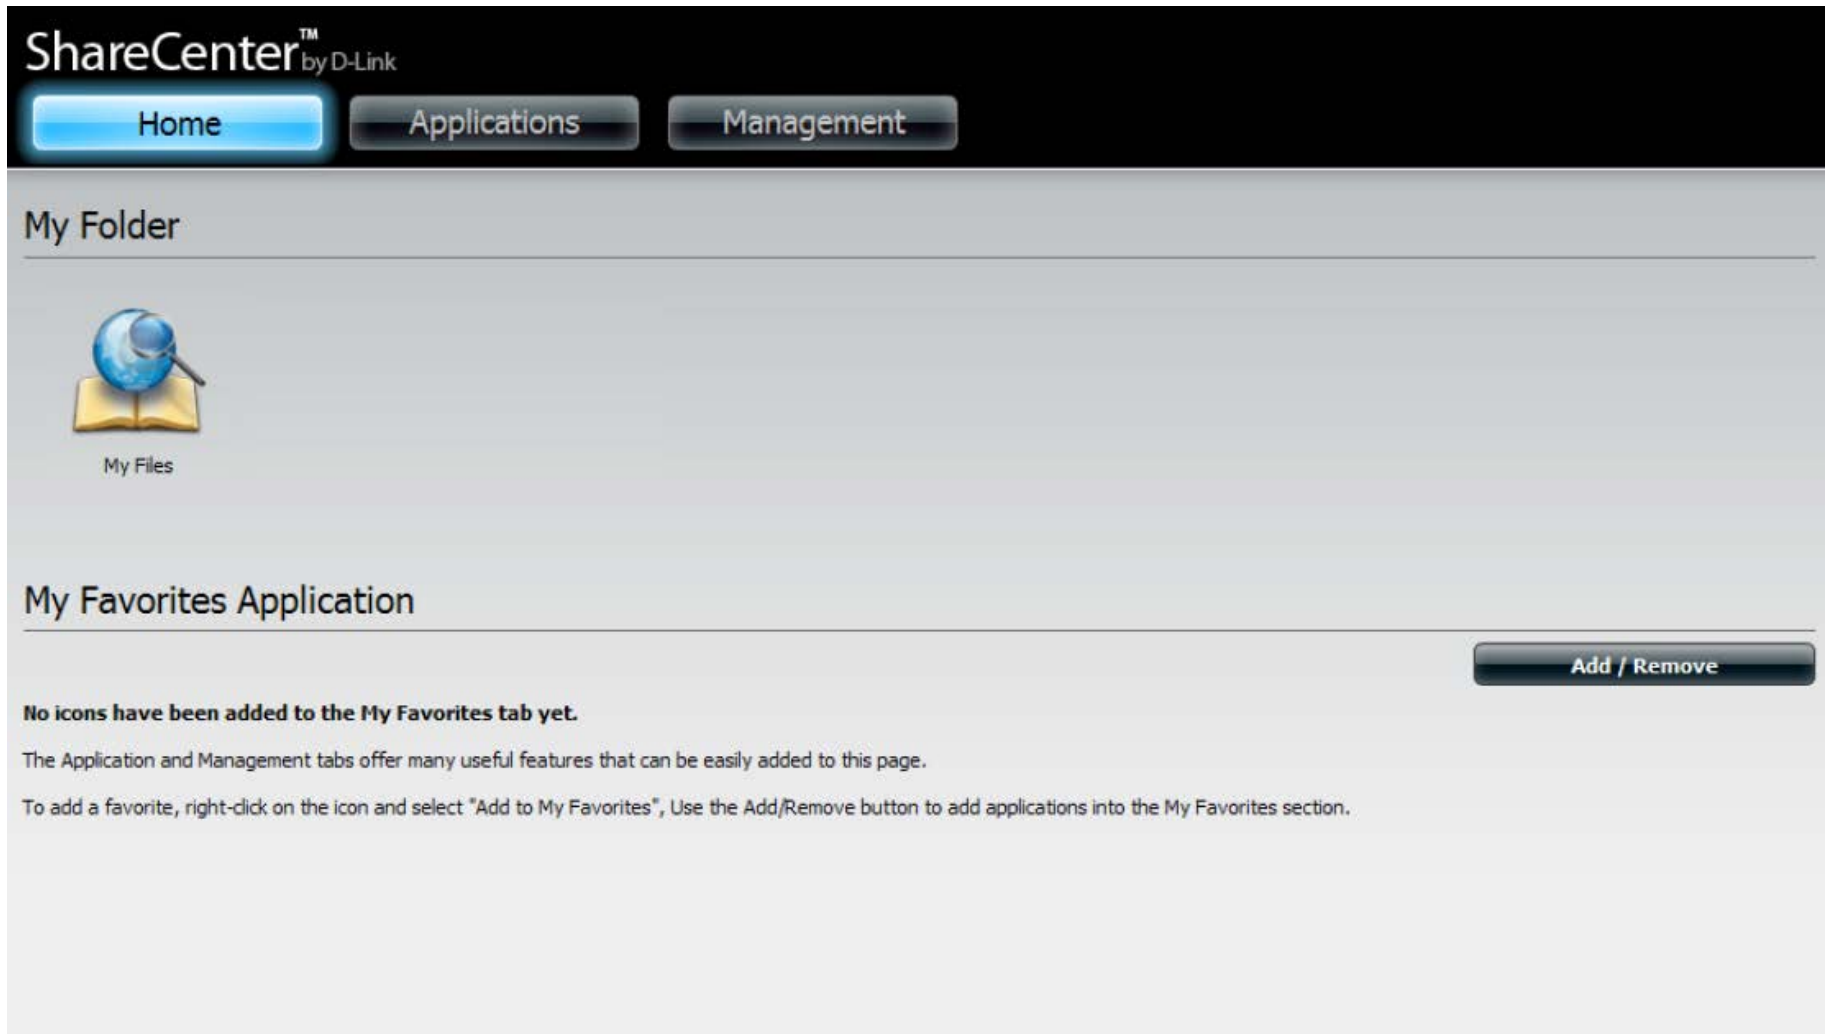 ShareCenter™ by D-Link
Home Applications Management
My Folder
My Files
My Favorites Application
Add / Remove
No icons have been added to the My Favorites tab yet.
The Application and Management tabs offer many useful features that can be easily added to this page.
To add a favorite, right-click on the icon and select "Add to My Favorites", Use the Add/Remove button to add applications into the My Favorites section.